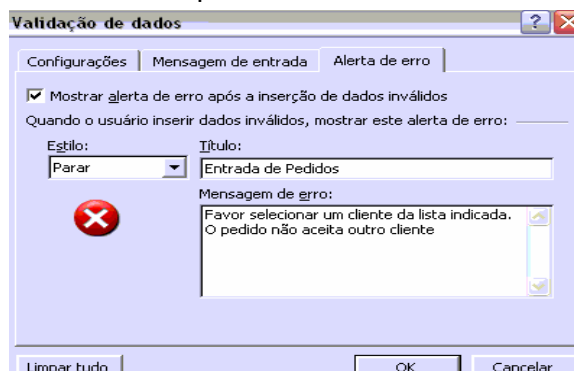 Validação de dados
Configurações Mensagem de entrada Alerta de erro
Mostrar alerta de erro após a inserção de dados inválidos
Quando o usuário inserir dados inválidos, mostrar este alerta de erro:
Estilo: Título:
Parar Entrada de Pedidos
Mensagem de erro:
Favor selecionar um cliente da lista indicada.
O pedido não aceita outro cliente
Limpar tudo OK Cancelar